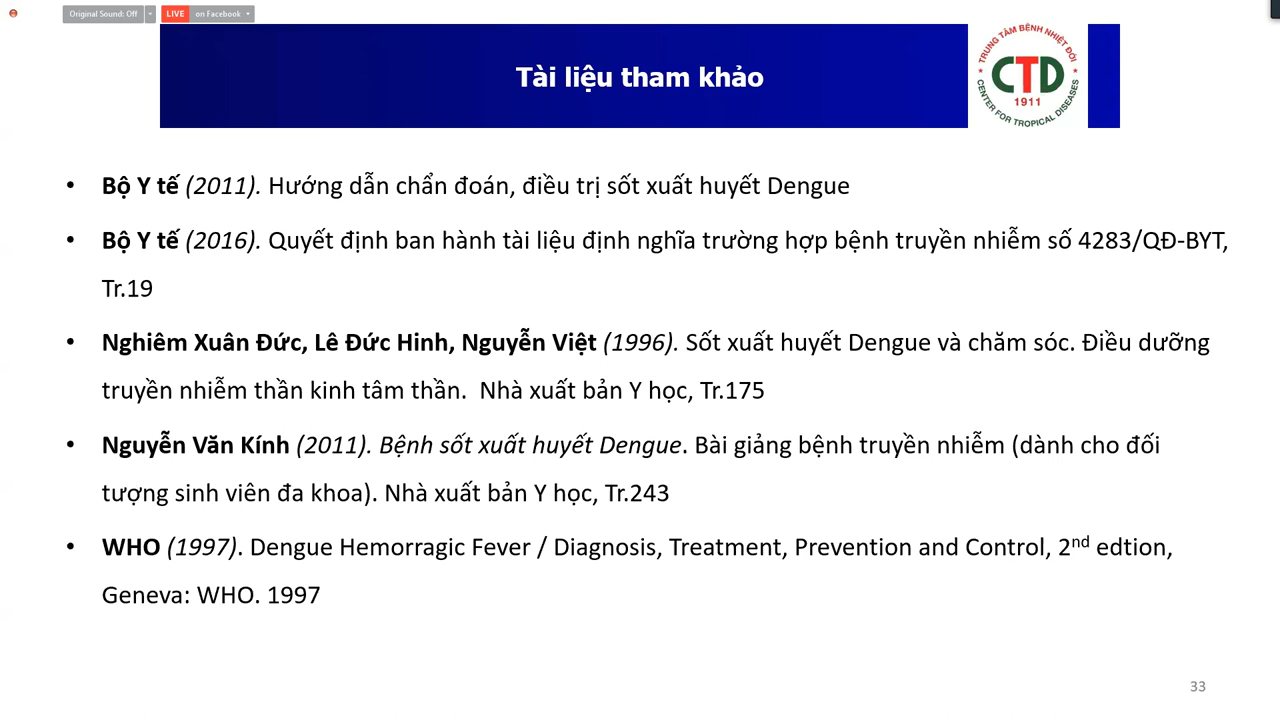 Original Sound: Off
LIVE on Facebook
Tài liệu tham khảo
TRUNG TÂM BỆNH NHIỆT ĐỚI
CTD
1911
CENTER FOR TROPICAL DISEASES
• Bộ Y tế (2011). Hướng dẫn chẩn đoán, điều trị sốt xuất huyết Dengue
• Bộ Y tế (2016). Quyết định ban hành tài liệu định nghĩa trường hợp bệnh truyền nhiễm số 4283/QĐ-BYT,
Tr.19
• Nghiêm Xuân Đức, Lê Đức Hinh, Nguyễn Việt (1996). Sốt xuất huyết Dengue và chăm sóc. Điều dưỡng
truyền nhiễm thần kinh tâm thần. Nhà xuất bản Y học, Tr.175
• Nguyễn Văn Kính (2011). Bệnh sốt xuất huyết Dengue. Bài giảng bệnh truyền nhiễm (dành cho đối
tượng sinh viên đa khoa). Nhà xuất bản Y học, Tr.243
• WHO (1997). Dengue Hemorragic Fever / Diagnosis, Treatment, Prevention and Control, 2nd edtion,
Geneva: WHO. 1997
33